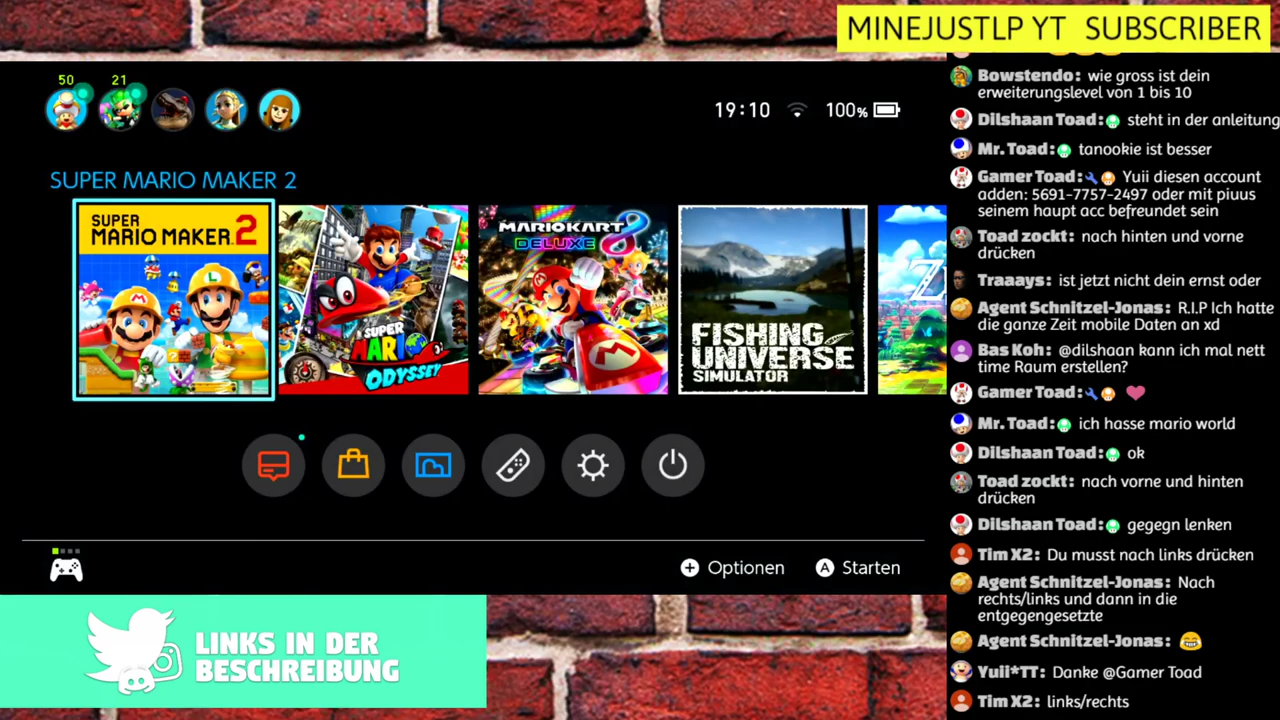 MINEJUSTLP YT SUBSCRIBER
50
21
19:10
100%
SUPER MARIO MAKER 2
SUPER
MARIO MAKER 2
SUPER
MARIO
ODYSSEY
MARIOKART 8
DELUXE
FISHING
UNIVERSE
SIMULATOR
Z
Optionen
A Starten
LINKS IN DER
BESCHREIBUNG
Bowstendo: wie gross ist dein
erweiterungslevel von 1 bis 10
Dilshaan Toad: steht in der anleitung
Mr. Toad: tanookie ist besser
Gamer Toad: Yuii diesen account
adden: 5691-7757-2497 oder mit piuus
seinem haupt acc befreundet sein
Toad zockt: nach hinten und vorne
drücken
Traaays: ist jetzt nicht dein ernst oder
Agent Schnitzel-Jonas: R.I.P Ich hatte
die ganze Zeit mobile Daten an xd
Bas Koh: @dilshaan kann ich mal nett
time Raum erstellen?
Gamer Toad:
Mr. Toad: ich hasse mario world
Dilshaan Toad: ok
Toad zockt: nach vorne und hinten
drücken
Dilshaan Toad: gegegn lenken
Tim X2: Du musst nach links drücken
Agent Schnitzel-Jonas: Nach
rechts/links und dann in die
entgegengesetzte
Agent Schnitzel-Jonas: 😂
Yuii*TT: Danke @Gamer Toad
Tim X2: links/rechts